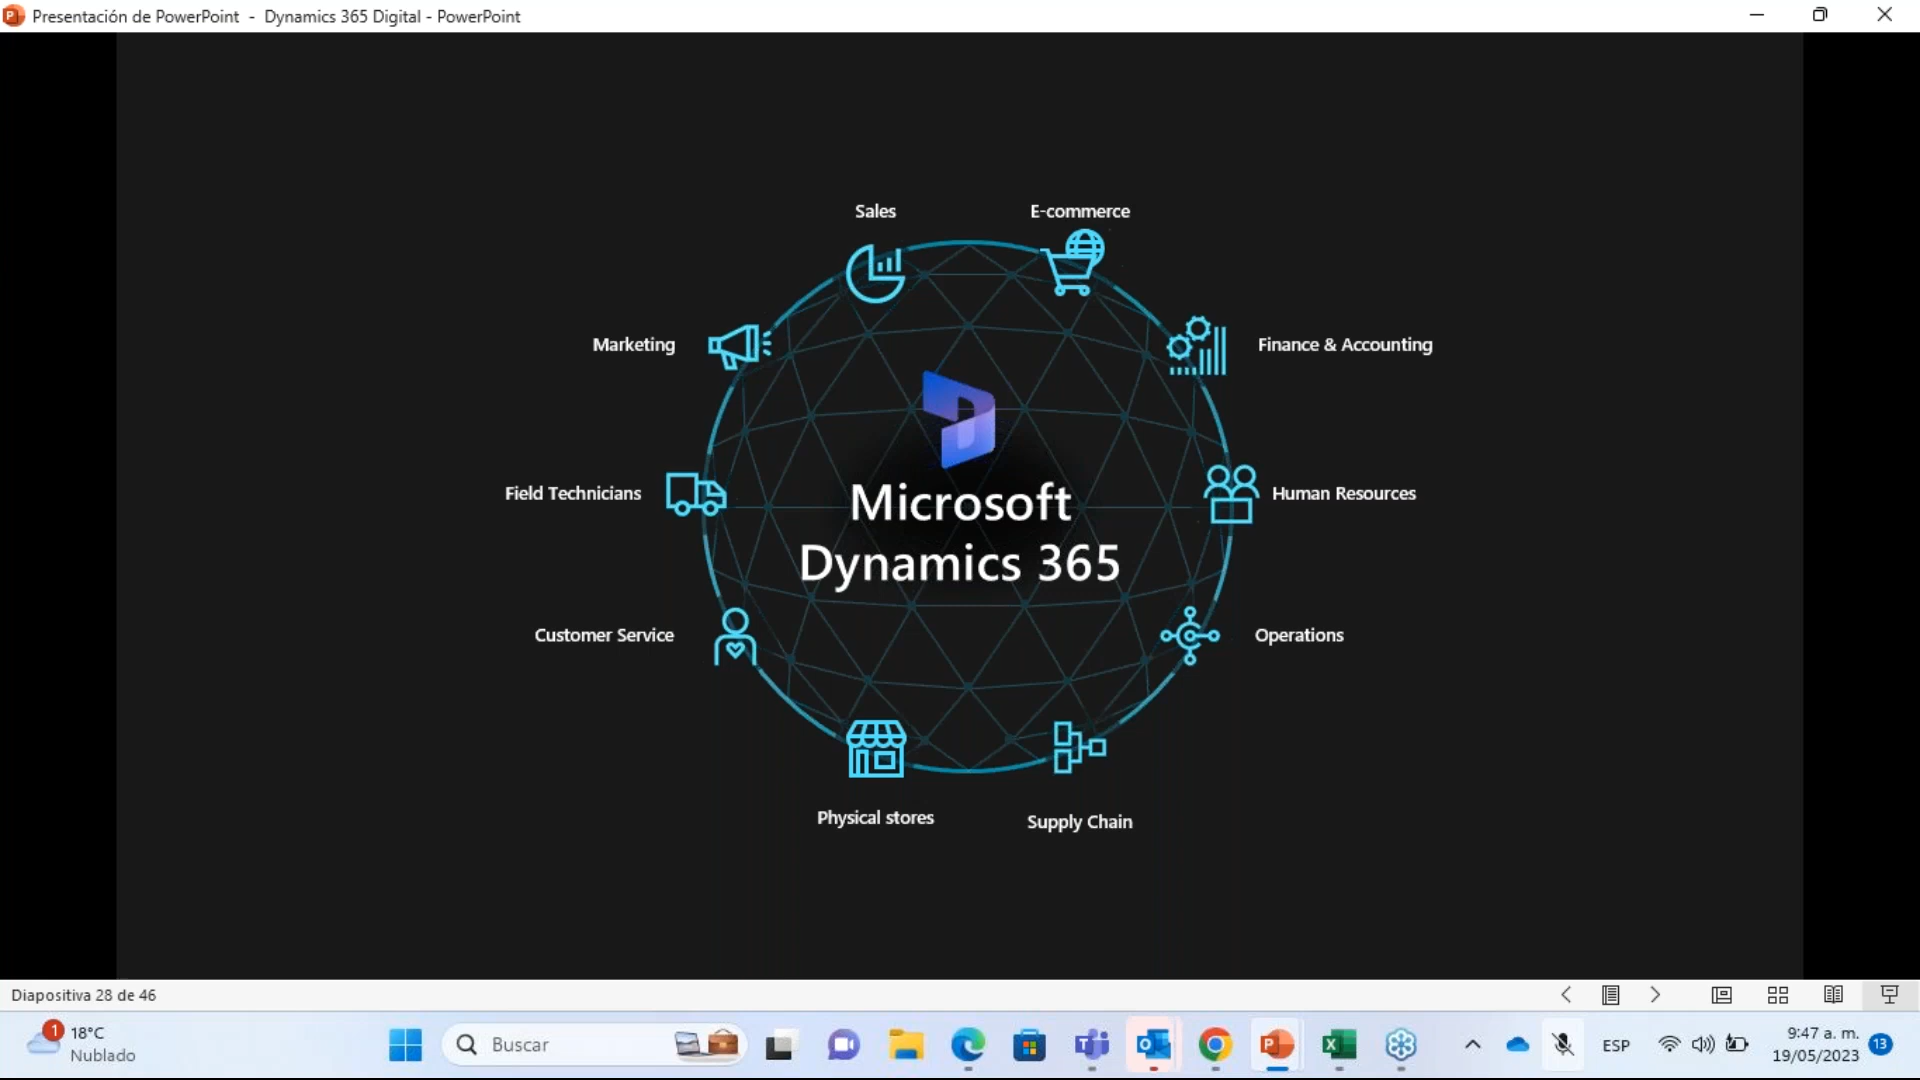 Presentación de PowerPoint - Dynamics 365 Digital - PowerPoint
Sales
E-commerce
Marketing
Finance & Accounting
Field Technicians
Human Resources
Microsoft
Dynamics 365
Customer Service
Operations
Physical stores
Supply Chain
Diapositiva 28 de 46
1
18°C
Nublado
Buscar
ESP
9:47 a. m.
19/05/2023
13